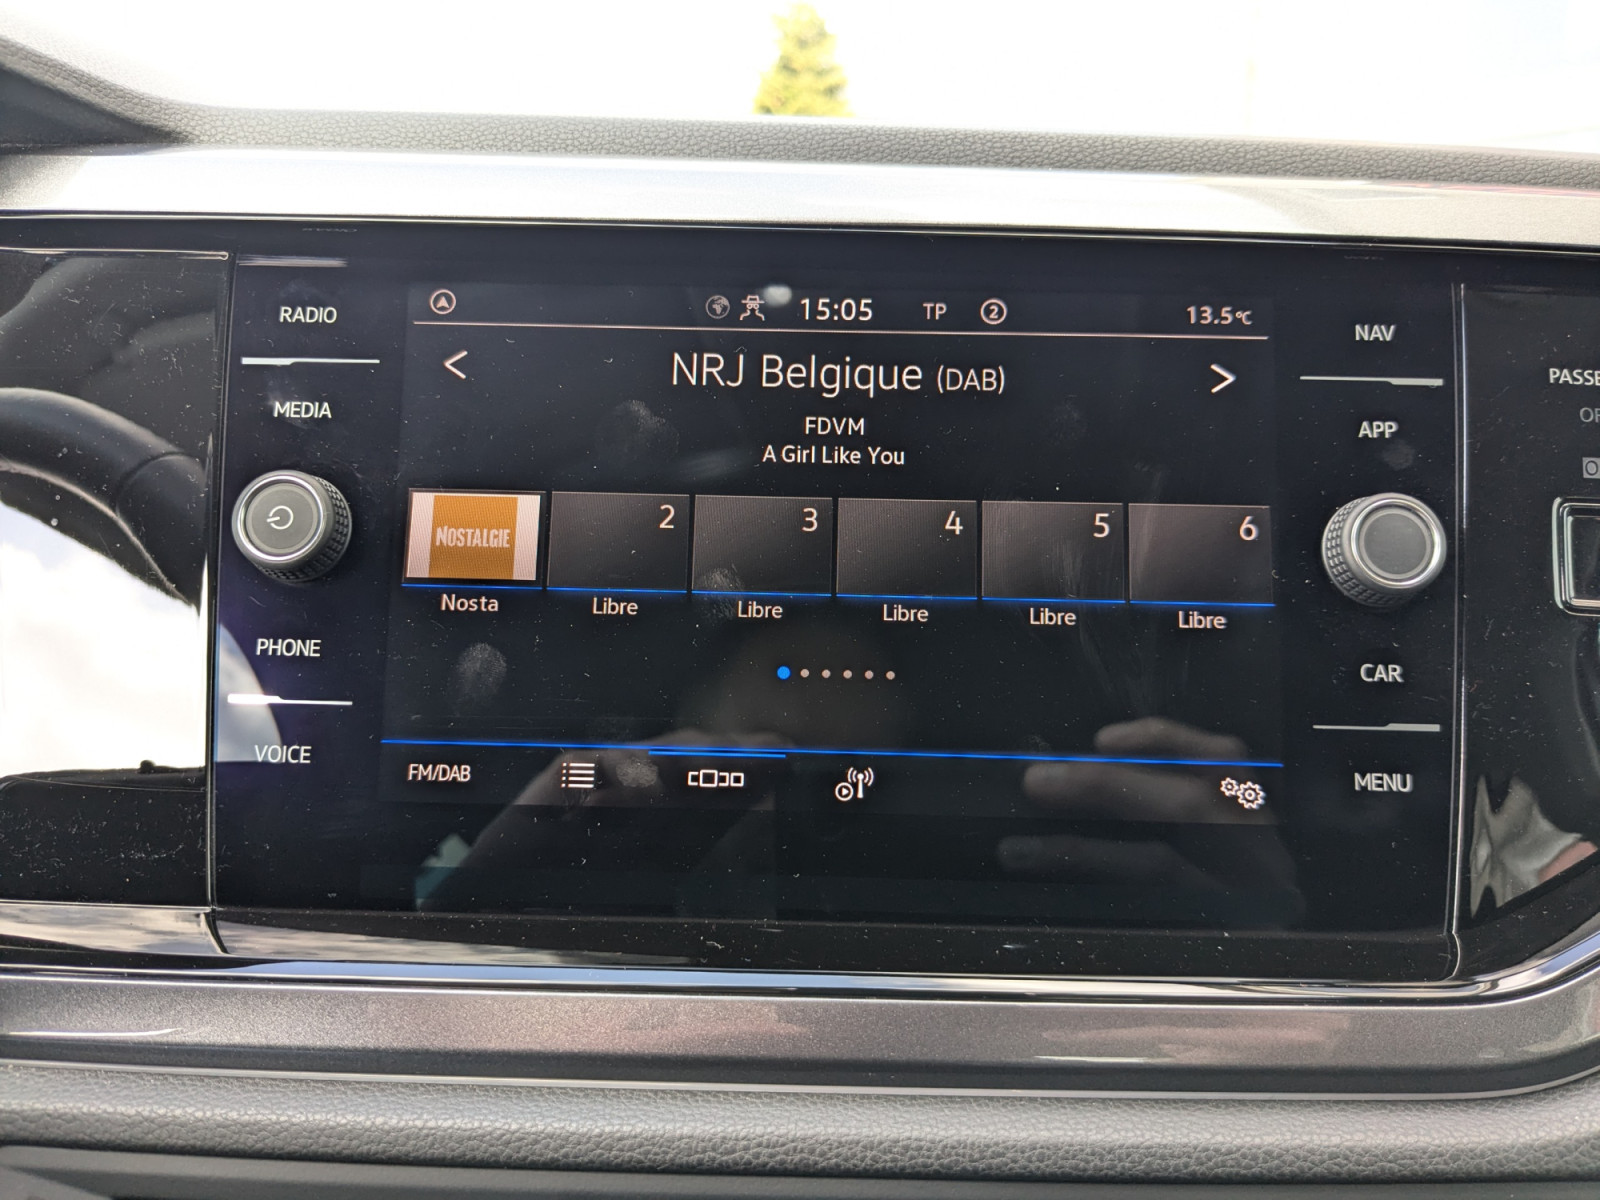 RADIO
MEDIA
PHONE
VOICE
15:05
TP
2
13.5°C
NRJ Belgique (DAB)
FDVM
A Girl Like You
NOSTALGIE
2
3
4
5
6
Nosta
Libre
Libre
Libre
Libre
Libre
FM/DAB
NAV
APP
CAR
MENU
PASSE